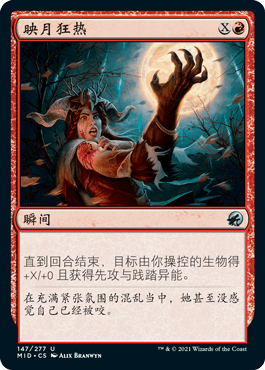 映月狂热 X
瞬间
直到回合结束，目标由你操控的生物得
+X/+0 且获得先攻与践踏异能。
在充满紧张氛围的混乱当中，她甚至没感
觉自己已经被咬。
147/277 U
MID • CS Alix Branwyn
™ & © 2021 Wizards of the Coast